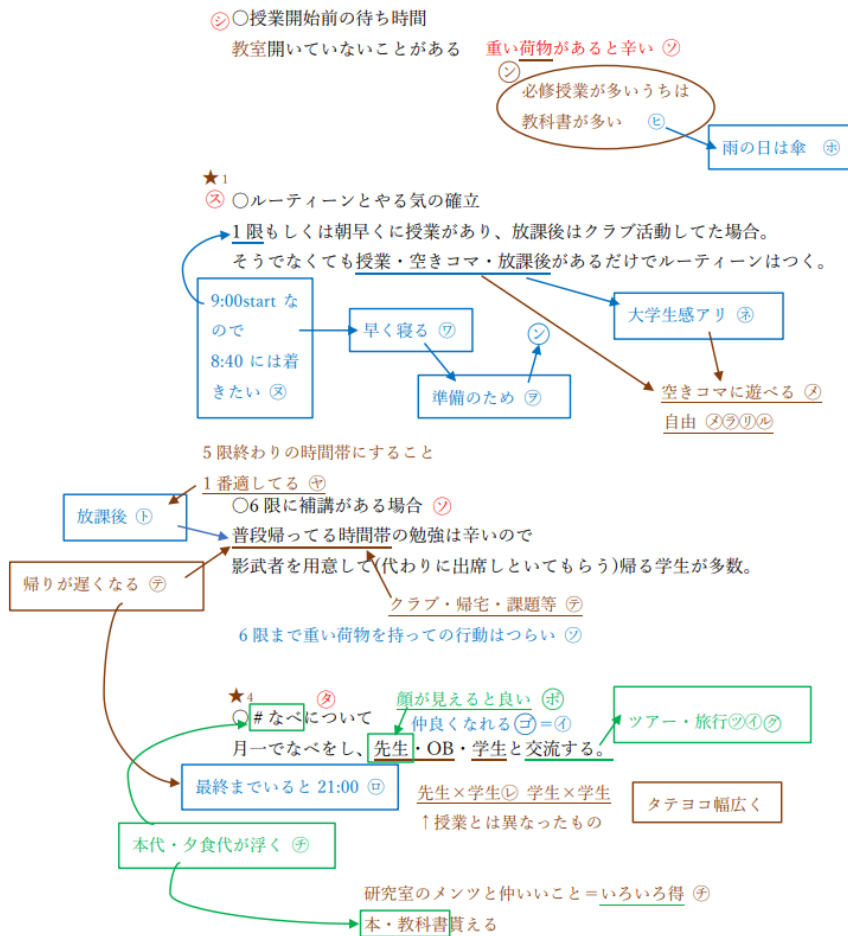 ㋛〇授業開始前の待ち時間
教室開いていないことがある 重い荷物があると辛い ㋞
㋬
必修授業が多いうちは
教科書が多い ㋪
雨の日は傘 ㋭
★1
㋜ 〇ルーティーンとやる気の確立
1 限もしくは朝早くに授業があり、放課後はクラブ活動してた場合。
そうでなくても授業・空きコマ・放課後があるだけでルーティーンはつく。
9:00start な
ので
8:40 には着
きたい ㋦
早く寝る ㋻
準備のため ㋾
大学生感アリ ㋧
空きコマに遊べる ㋱
自由 ㋱㋶㋷㋸
5 限終わりの時間帯にすること
1 番適してる ㋳
放課後 ㋣
〇6 限に補講がある場合 ㋞
普段帰ってる時間帯の勉強は辛いので
影武者を用意して(代わりに出席しといてもらう)帰る学生が多数。
帰りが遅くなる ㋢
クラブ・帰宅・課題等 ㋢
6 限まで重い荷物を持っての行動はつらい ㋞
★4 ㋟
〇 # なべについて
顔が見えると良い
仲良くなれる ＝㋑
月一でなべをし、先生・OB・学生と交流する。
ツアー・旅行㋡㋑㋗
最終までいると 21:00 ㋺
先生×学生㋹ 学生×学生
↑授業とは異なったもの
タテヨコ幅広く
本代・夕食代が浮く ㋠
研究室のメンツと仲いいこと＝いろいろ得 ㋠
本・教科書貰える